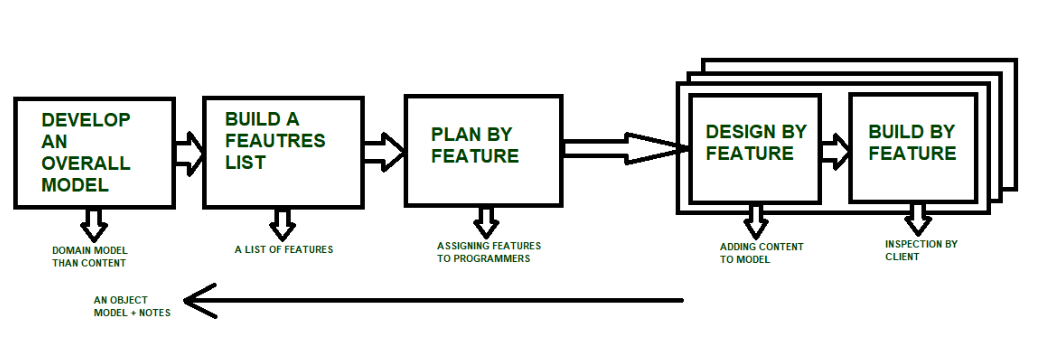 DEVELOP
AN
OVERALL
MODEL
BUILD A
FEAUTRES
LIST
PLAN BY
FEATURE
DESIGN BY
FEATURE
BUILD BY
FEATURE
DOMAIN MODEL
THAN CONTENT
A LIST OF FEATURES
ASSIGNING FEATURES
TO PROGRAMMERS
ADDING CONTENT
TO MODEL
INSPECTION BY
CLIENT
AN OBJECT
MODEL + NOTES